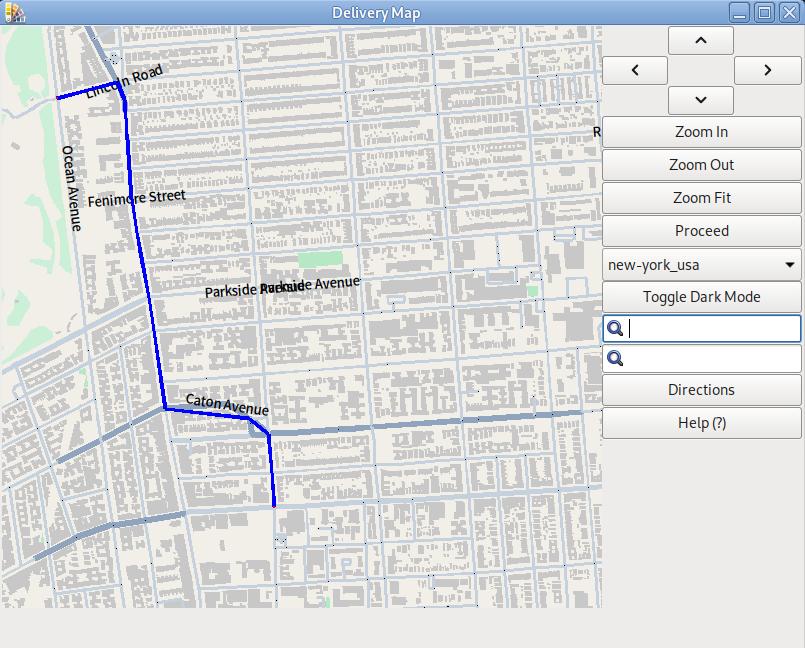 Delivery Map
Lincoln Road
Ocean Avenue
R
Fenimore Street
Parkside Avenue
Parkside Avenue
Caton Avenue
Zoom In
Zoom Out
Zoom Fit
Proceed
new-york_usa
Toggle Dark Mode
Directions
Help (?)